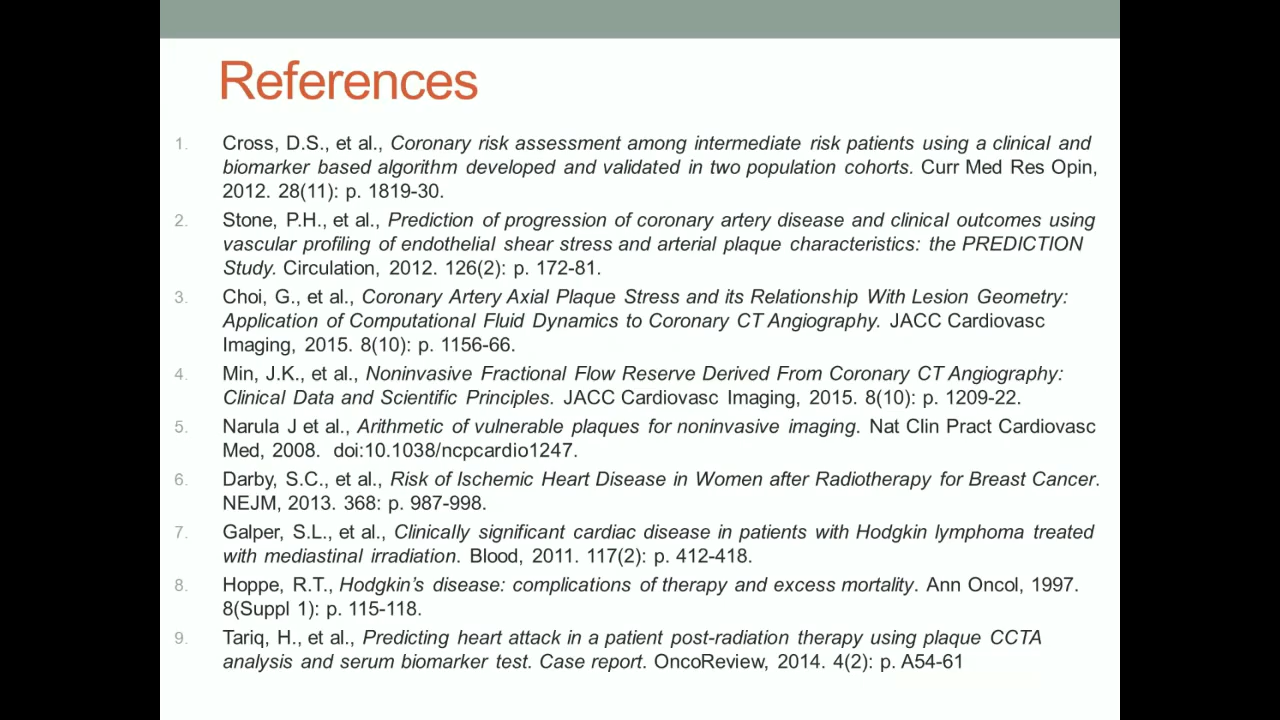 References
1. Cross, D.S., et al., Coronary risk assessment among intermediate risk patients using a clinical and
biomarker based algorithm developed and validated in two population cohorts. Curr Med Res Opin,
2012. 28(11): p. 1819-30.
2. Stone, P.H., et al., Prediction of progression of coronary artery disease and clinical outcomes using
vascular profiling of endothelial shear stress and arterial plaque characteristics: the PREDICTION
Study. Circulation, 2012. 126(2): p. 172-81.
3. Choi, G., et al., Coronary Artery Axial Plaque Stress and its Relationship With Lesion Geometry:
Application of Computational Fluid Dynamics to Coronary CT Angiography. JACC Cardiovasc
Imaging, 2015. 8(10): p. 1156-66.
4. Min, J.K., et al., Noninvasive Fractional Flow Reserve Derived From Coronary CT Angiography:
Clinical Data and Scientific Principles. JACC Cardiovasc Imaging, 2015. 8(10): p. 1209-22.
5. Narula J et al., Arithmetic of vulnerable plaques for noninvasive imaging. Nat Clin Pract Cardiovasc
Med, 2008. doi:10.1038/ncpcardio1247.
6. Darby, S.C., et al., Risk of Ischemic Heart Disease in Women after Radiotherapy for Breast Cancer.
NEJM, 2013. 368: p. 987-998.
7. Galper, S.L., et al., Clinically significant cardiac disease in patients with Hodgkin lymphoma treated
with mediastinal irradiation. Blood, 2011. 117(2): p. 412-418.
8. Hoppe, R.T., Hodgkin's disease: complications of therapy and excess mortality. Ann Oncol, 1997.
8(Suppl 1): p. 115-118.
9. Tariq, H., et al., Predicting heart attack in a patient post-radiation therapy using plaque CCTA
analysis and serum biomarker test. Case report. OncoReview, 2014. 4(2): p. A54-61